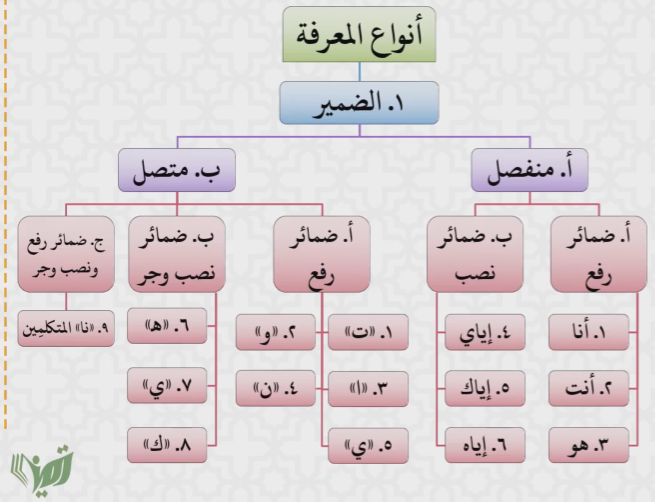 أنواع المعرفة
١. الضمير
أ. منفصل
ب. متصل
أ. ضمائر
رفع
ب. ضمائر
نصب
أ. ضمائر
رفع
ب. ضمائر
نصب وجر
ج. ضمائر رفع
ونصب وجر
١. أنا
٢. أنت
٣. هو
٤. إياي
٥. إياك
٦. إياه
١. «ت»
٢. «و»
٣. «ا»
٤. «ن»
٥. «ي»
٦. «ه»
٧. «ي»
٨. «ك»
٩. «نا» المتكلمِين
تميز